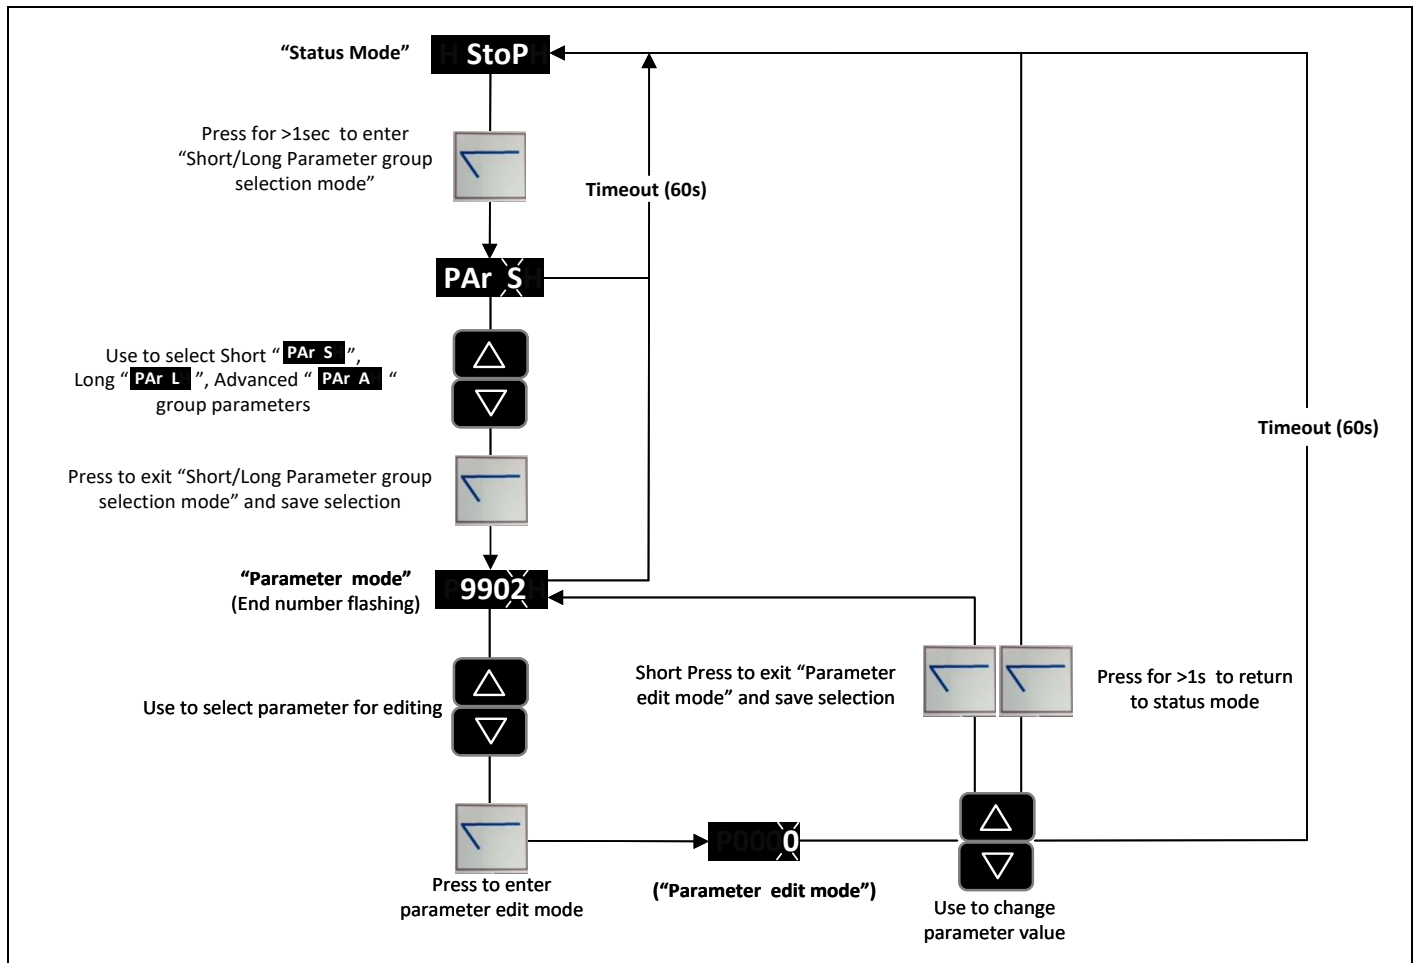 “Status Mode”
StoP
Press for >1sec to enter
“Short/Long Parameter group
selection mode”
Timeout (60s)
PAr S
Use to select Short “ PAr S ”,
Long “ PAr L ”, Advanced “ PAr A “
group parameters
Timeout (60s)
Press to exit “Short/Long Parameter group
selection mode” and save selection
“Parameter mode”
(End number flashing)
P9902H
Use to select parameter for editing
Short Press to exit “Parameter
edit mode” and save selection
Press for >1s to return
to status mode
Press to enter
parameter edit mode
P0000
(“Parameter edit mode”)
Use to change
parameter value